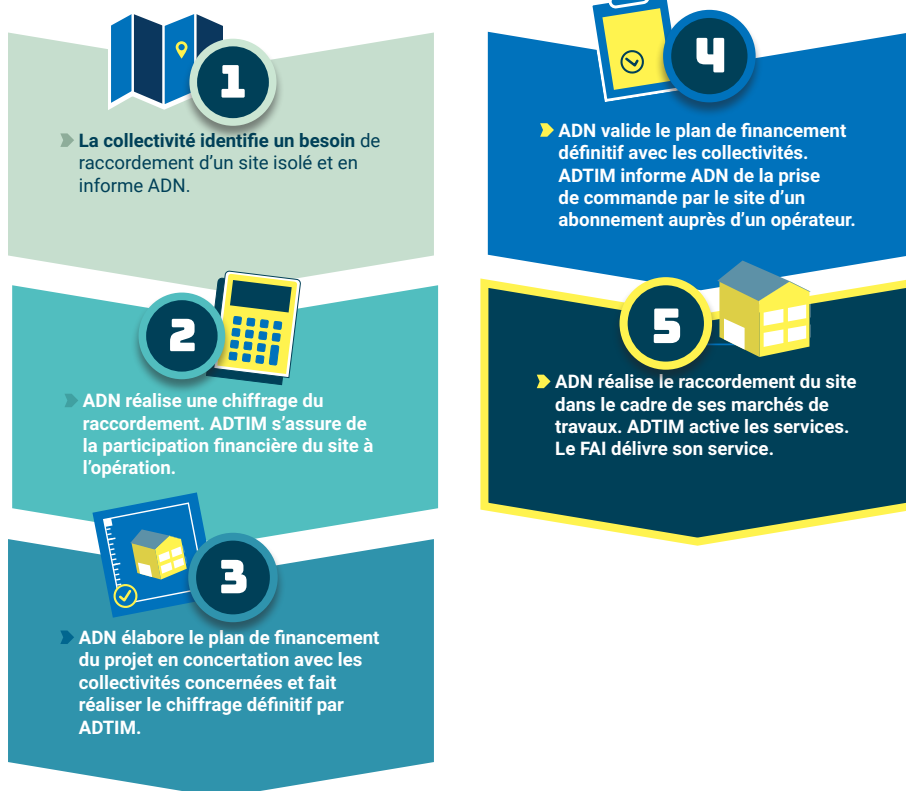 1
La collectivité identifie un besoin de
raccordement d'un site isolé et en
informe ADN.
2
ADN réalise une chiffrage du
raccordement. ADTIM s'assure de
la participation financière du site à
l'opération.
3
ADN élabore le plan de financement
du projet en concertation avec les
collectivités concernées et fait
réaliser le chiffrage définitif par
ADTIM.
4
ADN valide le plan de financement
définitif avec les collectivités.
ADTIM informe ADN de la prise
de commande par le site d'un
abonnement auprès d'un opérateur.
5
ADN réalise le raccordement du site
dans le cadre de ses marchés de
travaux. ADTIM active les services.
Le FAI délivre son service.